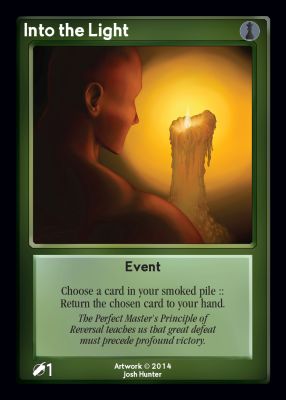 Into the Light
Event
Choose a card in your smoked pile ::
Return the chosen card to your hand.
The Perfect Master's Principle of
Reversal teaches us that great defeat
must precede profound victory.
1
Artwork © 2014
Josh Hunter